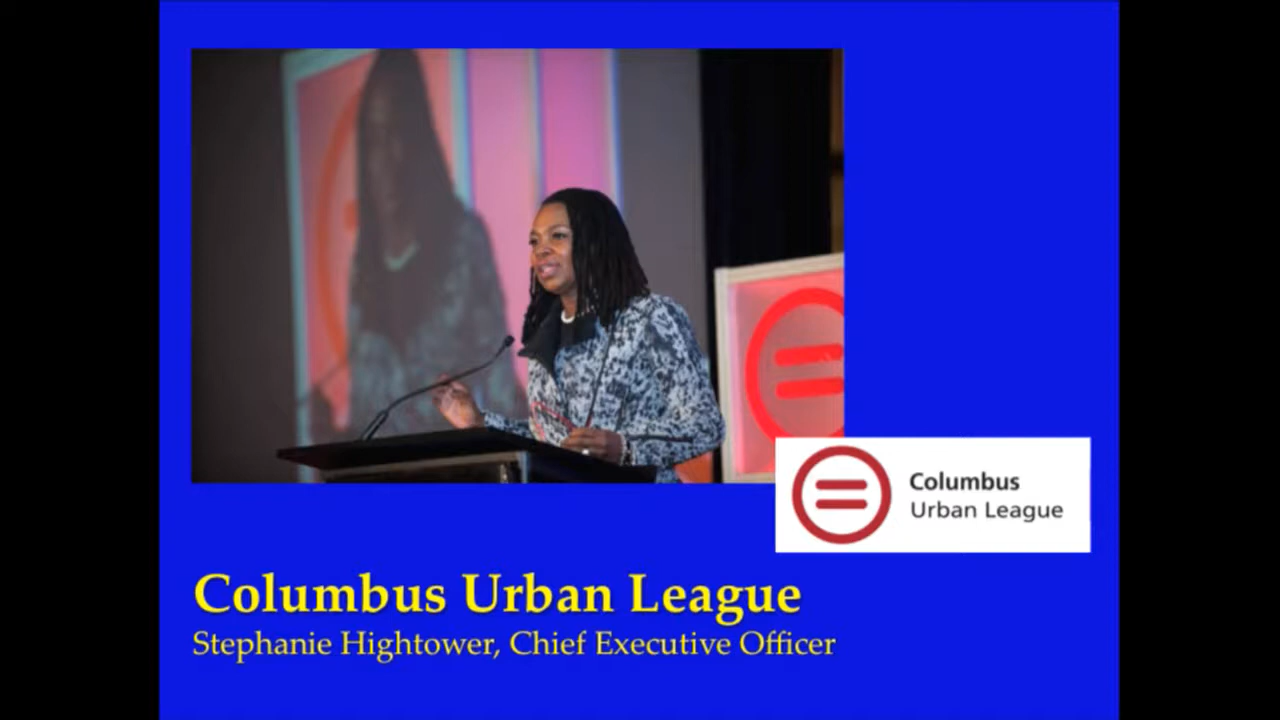 Columbus
Urban League
Columbus Urban League
Stephanie Hightower, Chief Executive Officer